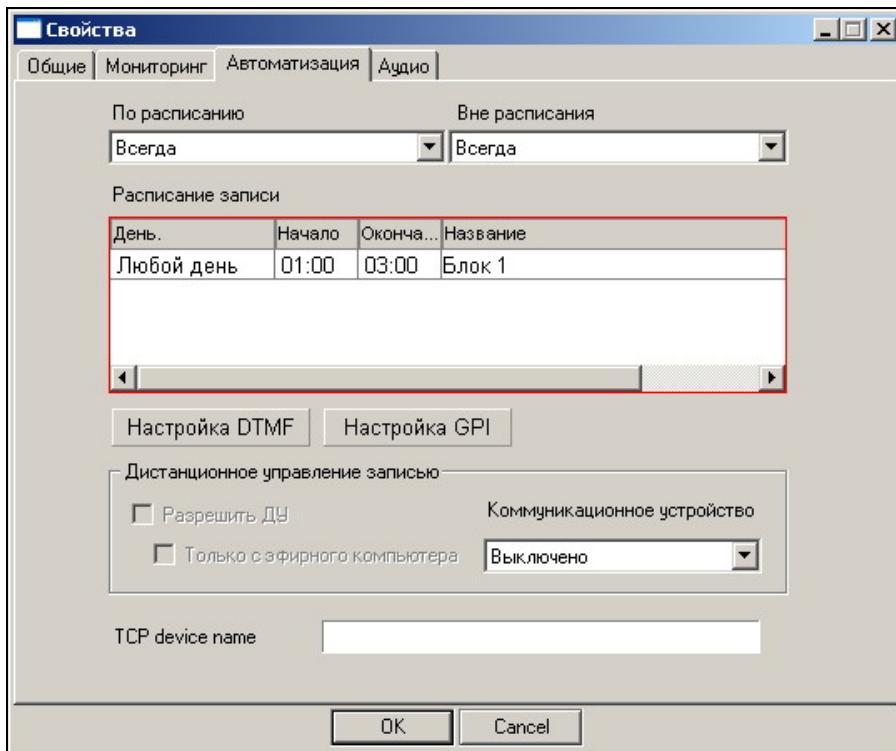 Свойства
Общие Мониторинг Автоматизация Аудио
По расписанию Вне расписания
Всегда Всегда
Расписание записи
День. Начало Оконча... Название
Любой день 01:00 03:00 Блок 1
Настройка DTMF Настройка GPI
Дистанционное управление записью
Разрешить ДУ Коммуникационное устройство
Только с эфирного компьютера Выключено
TCP device name
OK Cancel